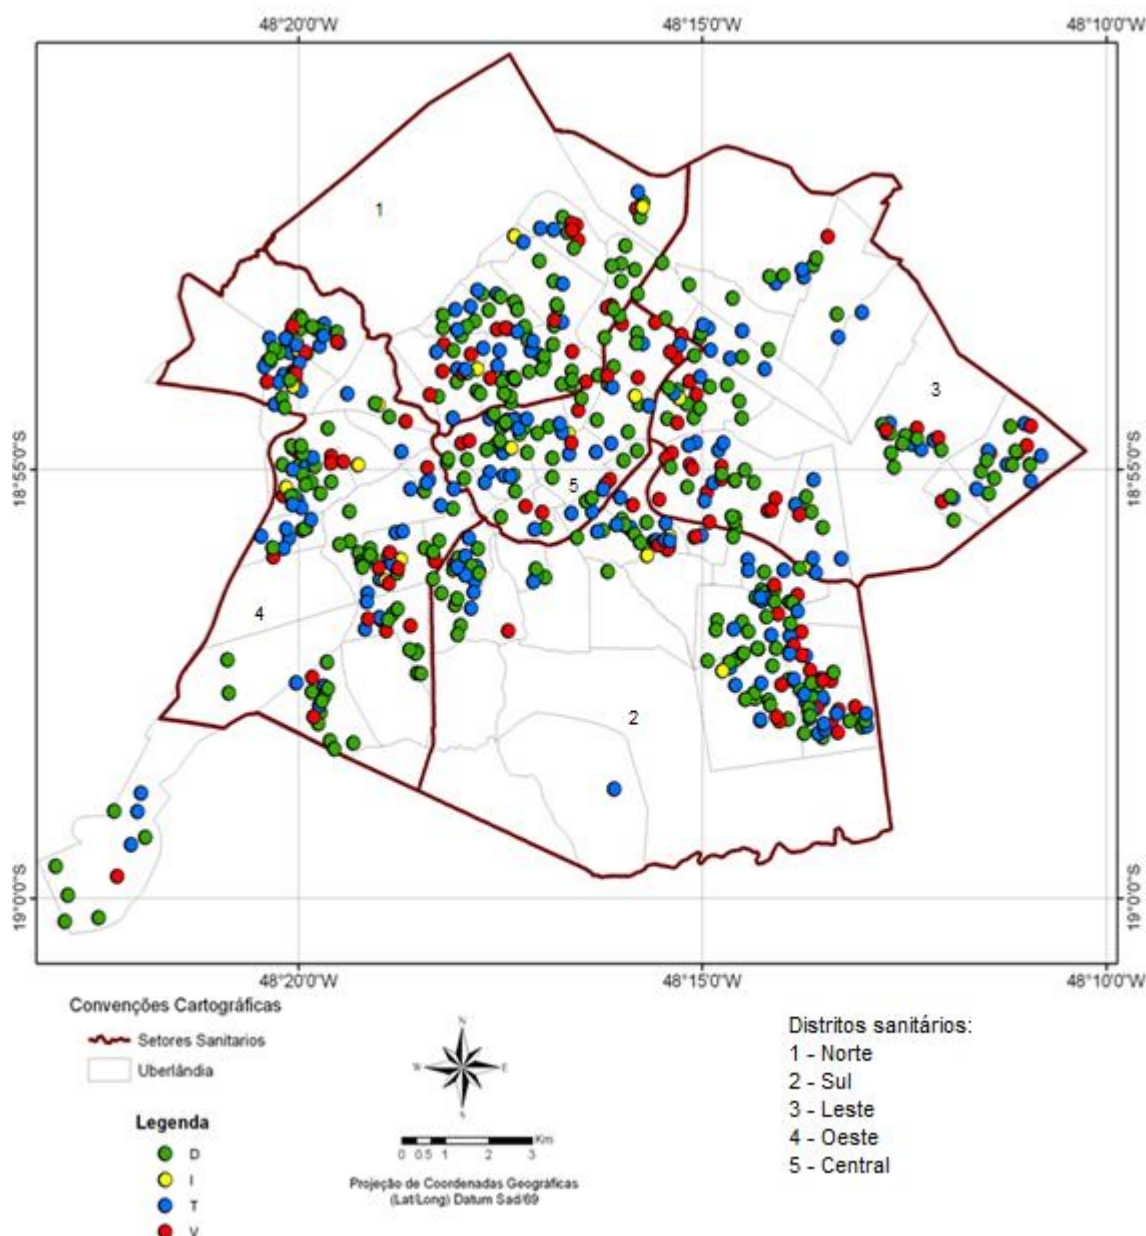 48°20'0"W 48°15'0"W 48°10'0"W
1
3
18°55'0"S 18°55'0"S
5
4
2
19°0'0"S 19°0'0"S
48°20'0"W 48°15'0"W 48°10'0"W
Convenções Cartográficas
Setores Sanitarios
Uberlândia
Legenda
D
I
T
V
N
W E
N
Km
0 0.5 1 2 3
Projeção de Coordenadas Geográficas
(Lat/Long) Datum Sad/69
Distritos sanitários:
1 - Norte
2 - Sul
3 - Leste
4 - Oeste
5 - Central